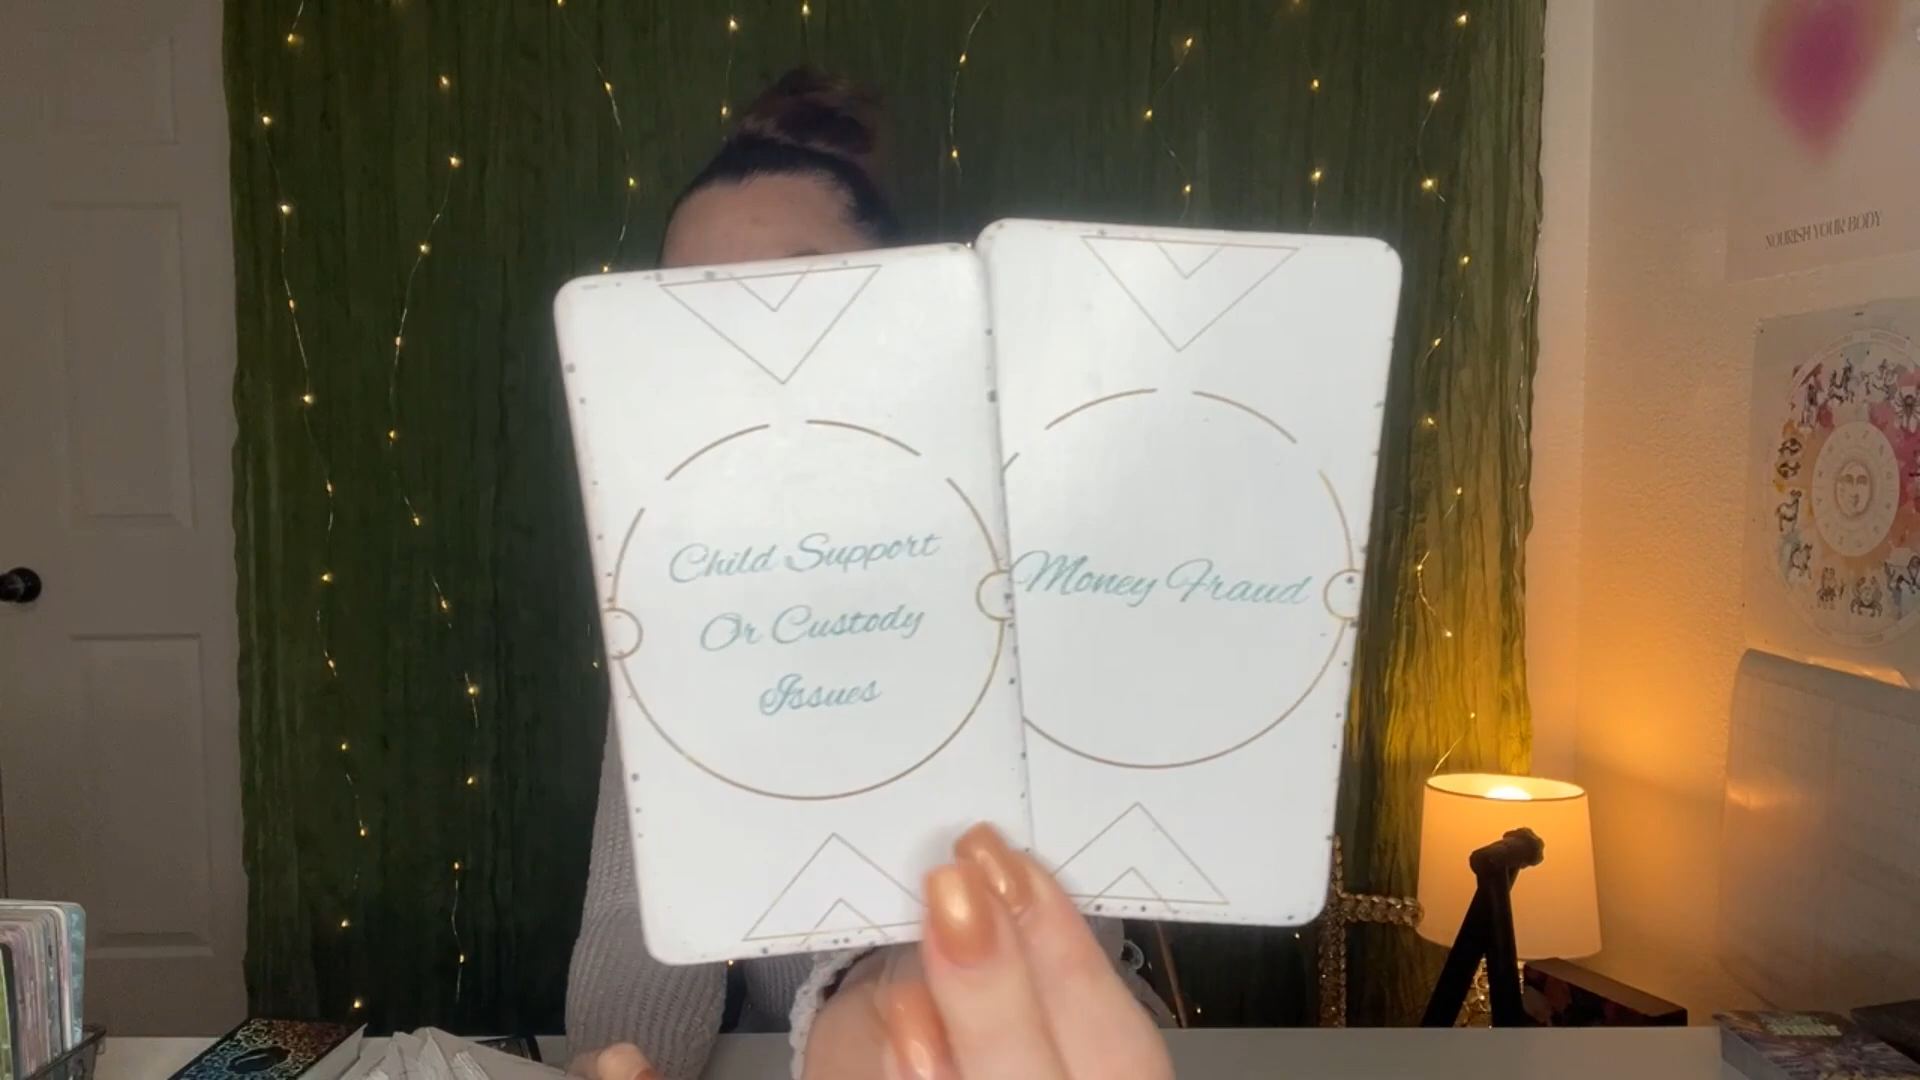 Child Support
Or Custody
Issues
Money Fraud
NOURISH YOUR BODY